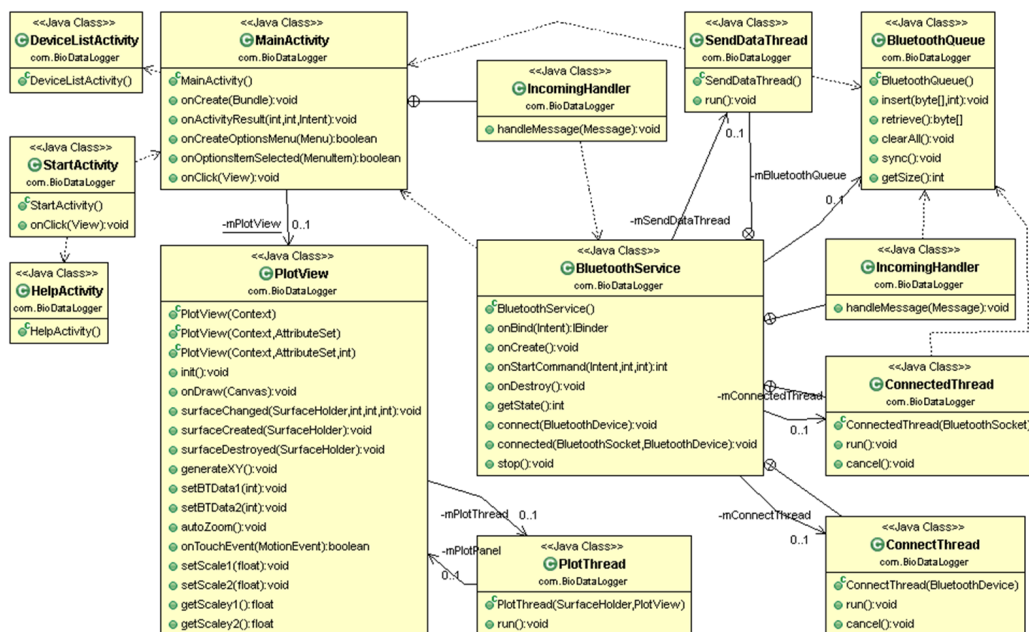 <<Java Class>>
DeviceListActivity
com.BioDataLogger
DeviceListActivity()
<<Java Class>>
MainActivity
com.BioDataLogger
MainActivity()
onCreate(Bundle):void
onActivityResult(int,int,Intent):void
onCreateOptionsMenu(Menu):boolean
onOptionsItemSelected(MenuItem):boolean
onClick(View):void
<<Java Class>>
IncomingHandler
com.BioDataLogger
handleMessage(Message):void
<<Java Class>>
SendDataThread
com.BioDataLogger
SendDataThread()
run():void
<<Java Class>>
BluetoothQueue
com.BioDataLogger
BluetoothQueue()
insert(byte[],int):void
retrieve():byte[]
clearAll():void
sync():void
getSize():int
<<Java Class>>
StartActivity
com.BioDataLogger
StartActivity()
onClick(View):void
<<Java Class>>
HelpActivity
com.BioDataLogger
HelpActivity()
-mPlotView
0..1
0..1
-mBluetoothQueue
0..1
-mSendDataThread
<<Java Class>>
PlotView
com.BioDataLogger
PlotView(Context)
PlotView(Context,AttributeSet)
PlotView(Context,AttributeSet,int)
init():void
onDraw(Canvas):void
surfaceChanged(SurfaceHolder,int,int,int):void
surfaceCreated(SurfaceHolder):void
surfaceDestroyed(SurfaceHolder):void
generateXY():void
setBTData1(int):void
setBTData2(int):void
autoZoom():void
onTouchEvent(MotionEvent):boolean
setScale1(float):void
setScale2(float):void
getScaley1():float
getScaley2():float
<<Java Class>>
BluetoothService
com.BioDataLogger
BluetoothService()
onBind(Intent):IBinder
onCreate():void
onStartCommand(Intent,int,int):int
onDestroy():void
getState():int
connect(BluetoothDevice):void
connected(BluetoothSocket,BluetoothDevice):void
stop():void
<<Java Class>>
IncomingHandler
com.BioDataLogger
handleMessage(Message):void
-mConnectedThread
0..1
<<Java Class>>
ConnectedThread
com.BioDataLogger
ConnectedThread(BluetoothSocket)
run():void
cancel():void
-mPlotThread
0..1
-mPlotPanel
0..1
<<Java Class>>
PlotThread
com.BioDataLogger
PlotThread(SurfaceHolder,PlotView)
run():void
-mConnectThread
0..1
<<Java Class>>
ConnectThread
com.BioDataLogger
ConnectThread(BluetoothDevice)
run():void
cancel():void